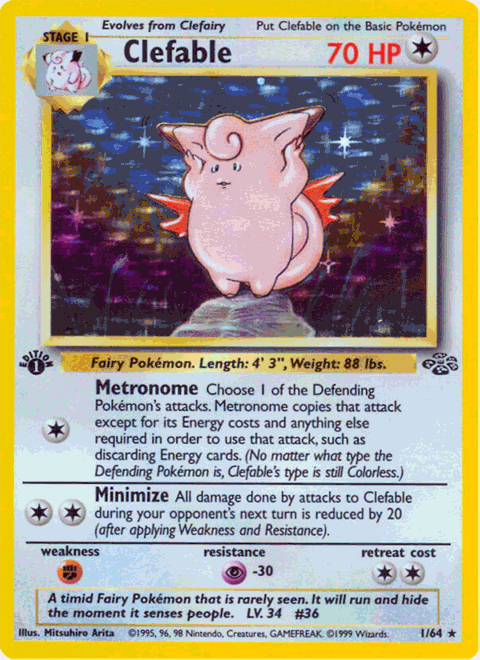 Evolves from Clefairy
Put Clefable on the Basic Pokémon
STAGE 1
Clefable
70 HP
EDITION
1
Fairy Pokémon. Length: 4' 3", Weight: 88 lbs.
Metronome Choose 1 of the Defending
Pokémon's attacks. Metronome copies that attack
except for its Energy costs and anything else
required in order to use that attack, such as
discarding Energy cards. (No matter what type the
Defending Pokémon is, Clefable's type is still Colorless.)
Minimize All damage done by attacks to Clefable
during your opponent's next turn is reduced by 20
(after applying Weakness and Resistance).
weakness
resistance
retreat cost
-30
A timid Fairy Pokémon that is rarely seen. It will run and hide
the moment it senses people. LV. 34 #36
Illus. Mitsuhiro Arita ©1995, 96, 98 Nintendo, Creatures, GAMEFREAK. ©1999 Wizards. 1/64 ★